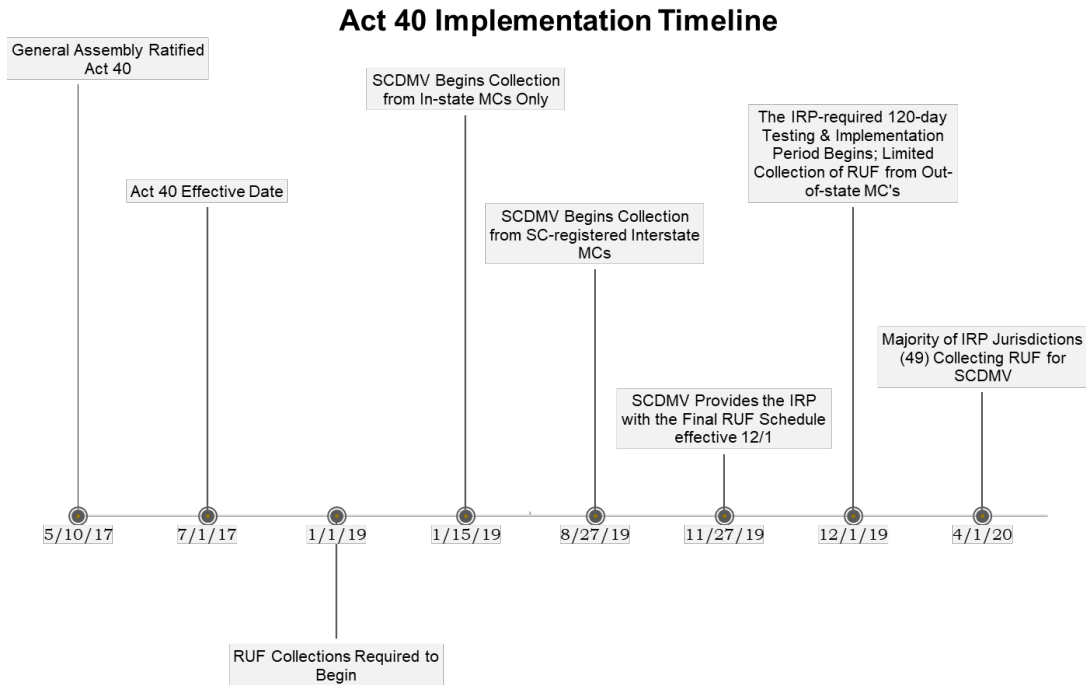 Act 40 Implementation Timeline
General Assembly Ratified
Act 40
Act 40 Effective Date
SCDMV Begins Collection
from In-state MCs Only
SCDMV Begins Collection
from SC-registered Interstate
MCs
SCDMV Provides the IRP
with the Final RUF Schedule
effective 12/1
The IRP-required 120-day
Testing & Implementation
Period Begins; Limited
Collection of RUF from Out-
of-state MC's
Majority of IRP Jurisdictions
(49) Collecting RUF for
SCDMV
5/10/17
7/1/17
1/1/19
1/15/19
8/27/19
11/27/19
12/1/19
4/1/20
RUF Collections Required to
Begin